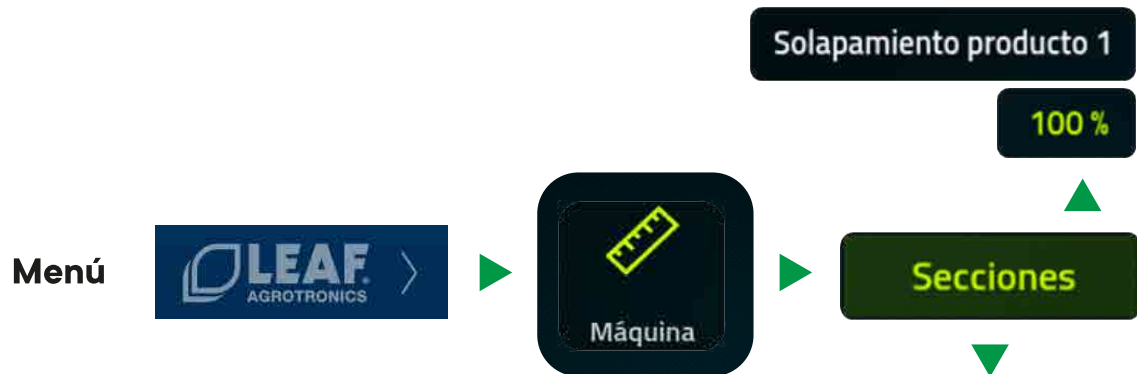 Solapamiento producto 1
100 %
Menú
LEAF®
AGROTRONICS
Máquina
Secciones